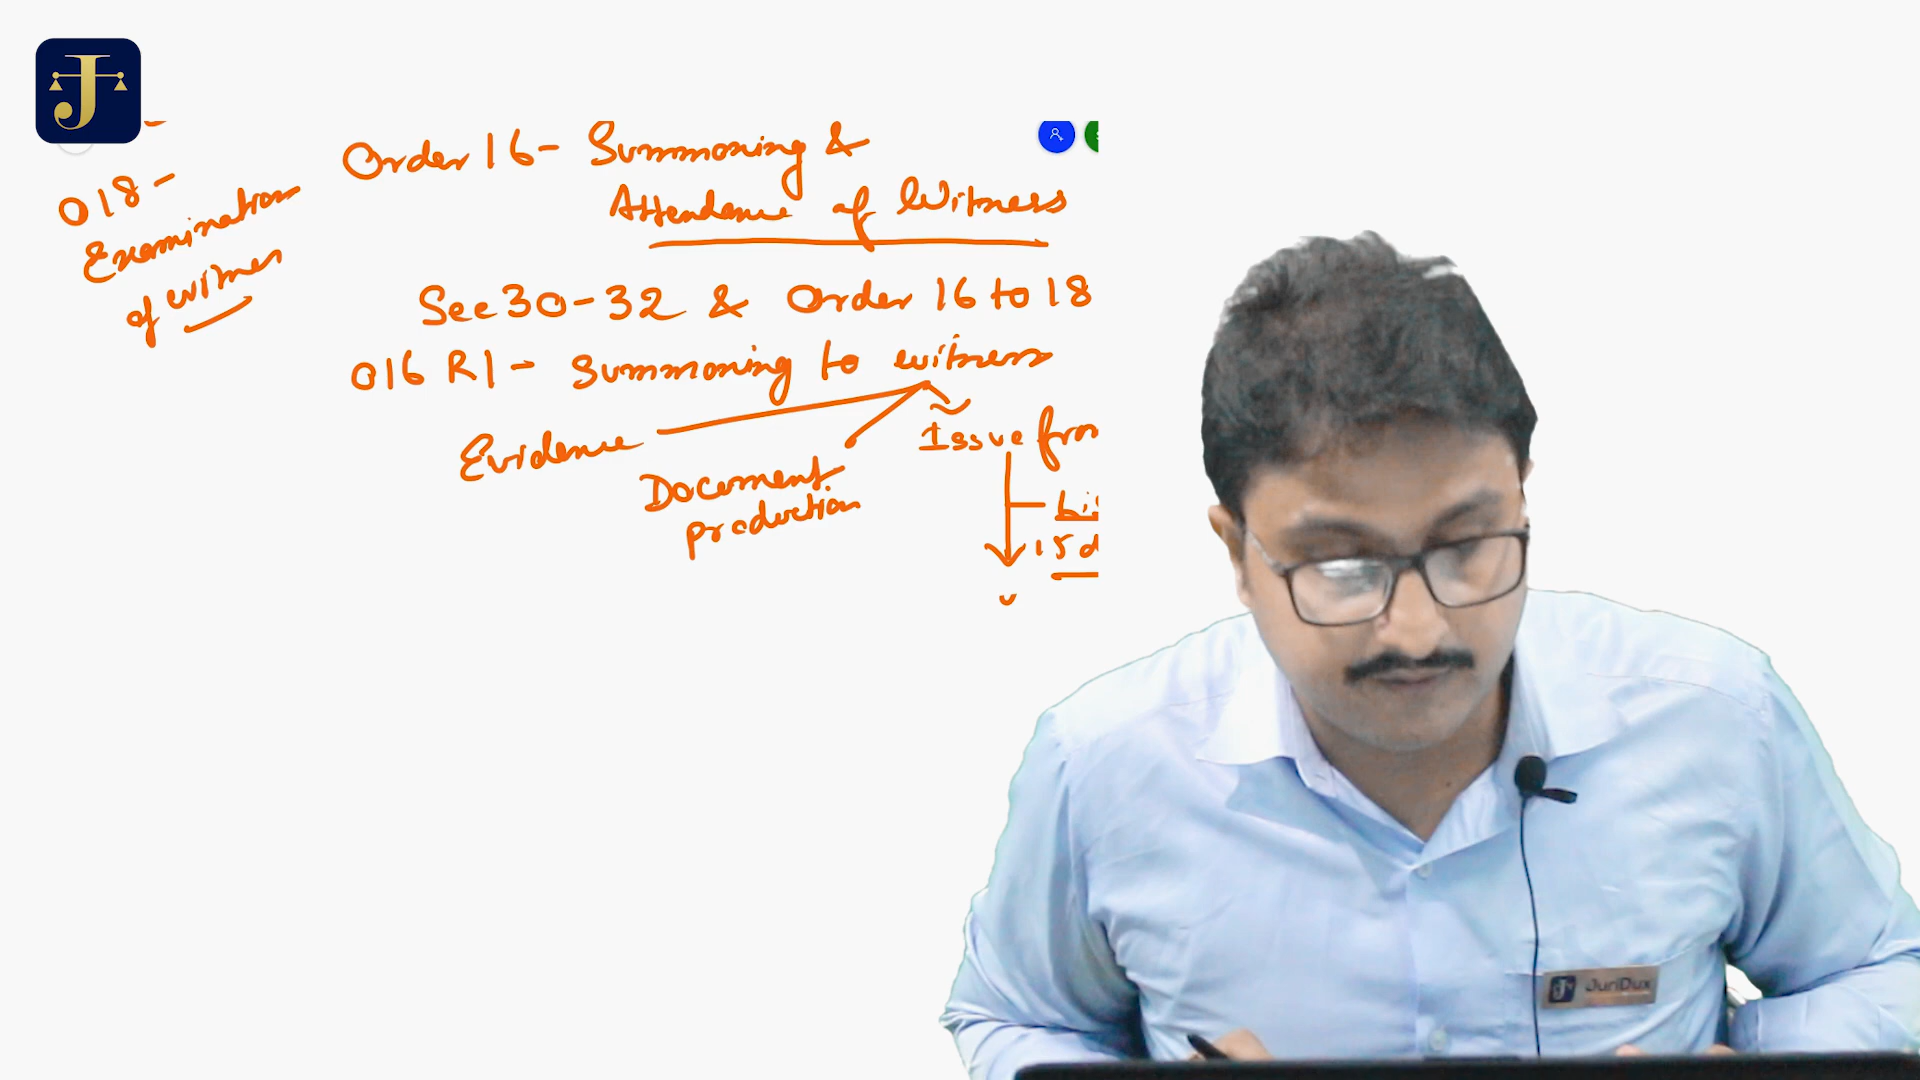 J
O18 -
Examination
of witness
Order 16 - Summoning &
Attendance of Witness
Sec 30-32 & Order 16 to 18
O16 R1 - Summoning to witness
Evidence
Document
production
Issue
15 d
JuriDux